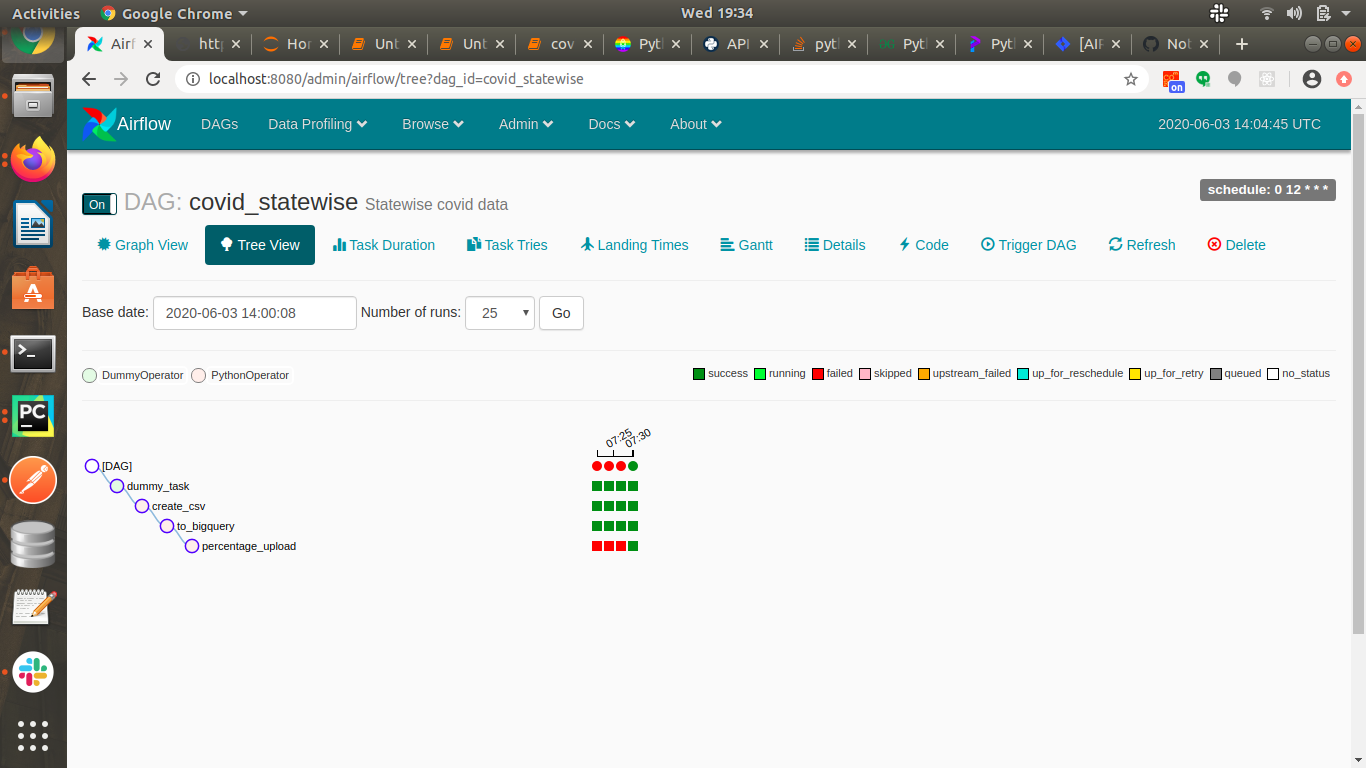 Activities Google Chrome Wed 19:34
Airf http Hor Unt Unt cov Pytl API pytl Pytl Pytl [AIF Not
localhost:8080/admin/airflow/tree?dag_id=covid_statewise
on
Airflow DAGs Data Profiling Browse Admin Docs About 2020-06-03 14:04:45 UTC
schedule: 0 12 * * *
On DAG: covid_statewise Statewise covid data
Graph View Tree View Task Duration Task Tries Landing Times Gantt Details Code Trigger DAG Refresh Delete
Base date: 2020-06-03 14:00:08 Number of runs: 25 Go
DummyOperator PythonOperator success running failed skipped upstream_failed up_for_reschedule up_for_retry queued no_status
07:25 07:30
[DAG]
dummy_task
create_csv
to_bigquery
percentage_upload
PC